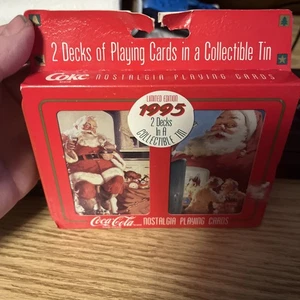 2 Decks of Playing Cards in a Collectible Tin
Coke NOSTALGIA PLAYING CARDS
LIMITED EDITION
1995
2 Decks
In A
COLLECTIBLE TIN
Coca-Cola NOSTALGIA PLAYING CARDS